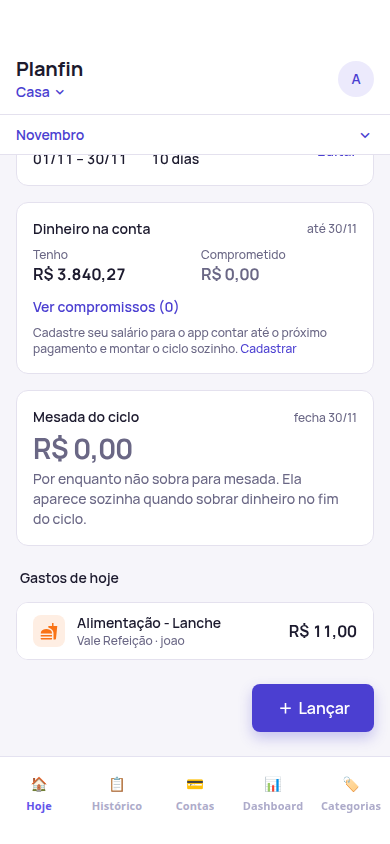 Planfin
Casa
A
Novembro
01/11 – 30/11 10 dias Editar
Dinheiro na conta até 30/11
Tenho Comprometido
R$ 3.840,27 R$ 0,00
Ver compromissos (0)
Cadastre seu salário para o app contar até o próximo
pagamento e montar o ciclo sozinho. Cadastrar
Mesada do ciclo fecha 30/11
R$ 0,00
Por enquanto não sobra para mesada. Ela
aparece sozinha quando sobrar dinheiro no fim
do ciclo.
Gastos de hoje
Alimentação - Lanche
Vale Refeição · joao
R$ 11,00
+ Lançar
Hoje Histórico Contas Dashboard Categorias